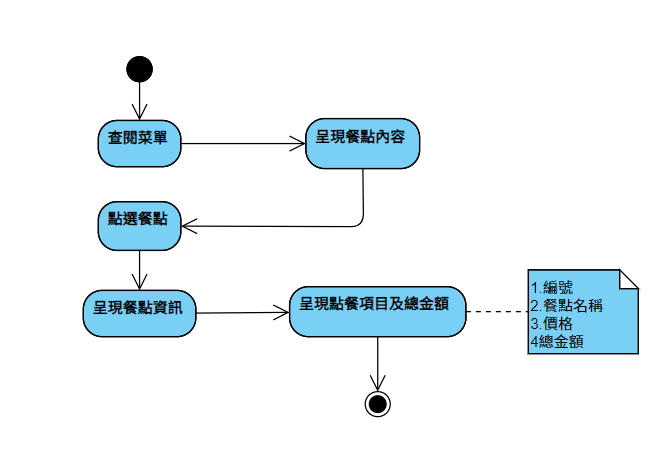 查閱菜單
呈現餐點內容
點選餐點
呈現餐點資訊
呈現點餐項目及總金額
1.編號
2.餐點名稱
3.價格
4總金額